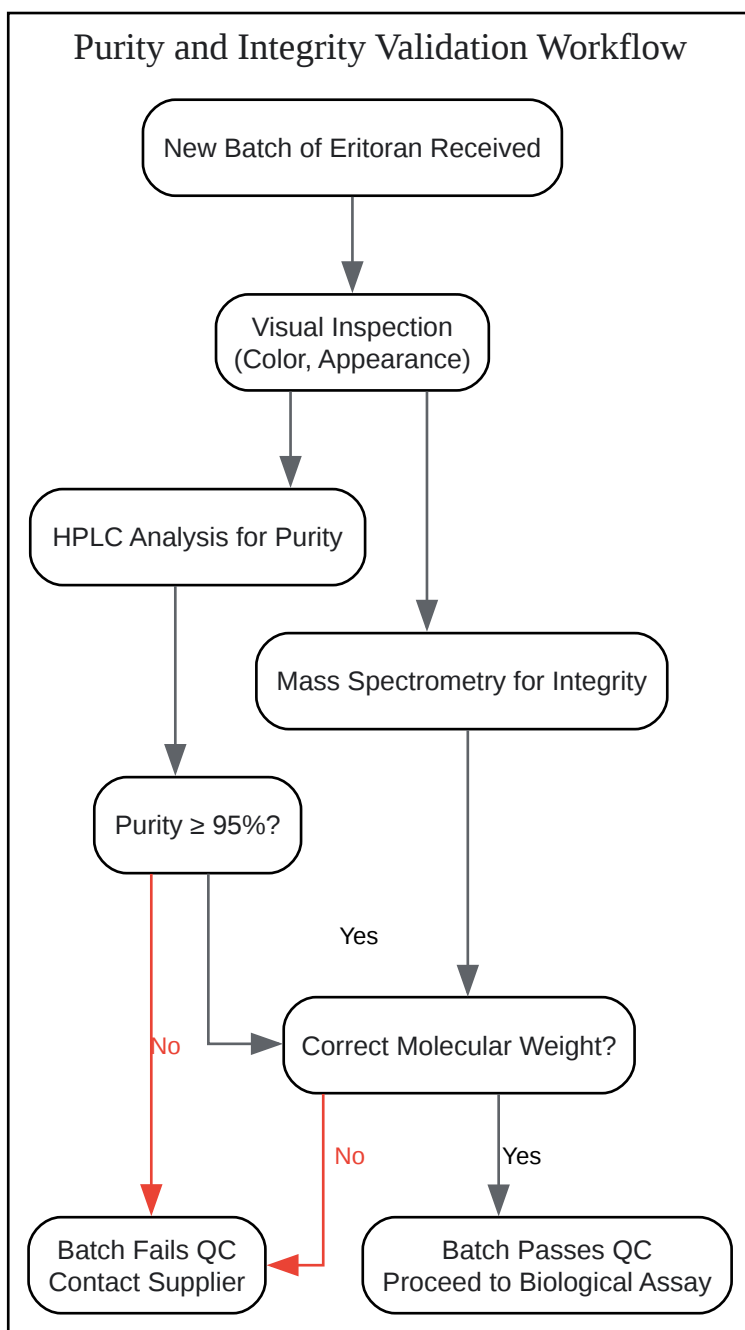 Purity and Integrity Validation Workflow
New Batch of Eritoran Received
Visual Inspection
(Color, Appearance)
HPLC Analysis for Purity
Mass Spectrometry for Integrity
Purity ≥ 95%?
Yes
No
Correct Molecular Weight?
No
Yes
Batch Fails QC
Contact Supplier
Batch Passes QC
Proceed to Biological Assay